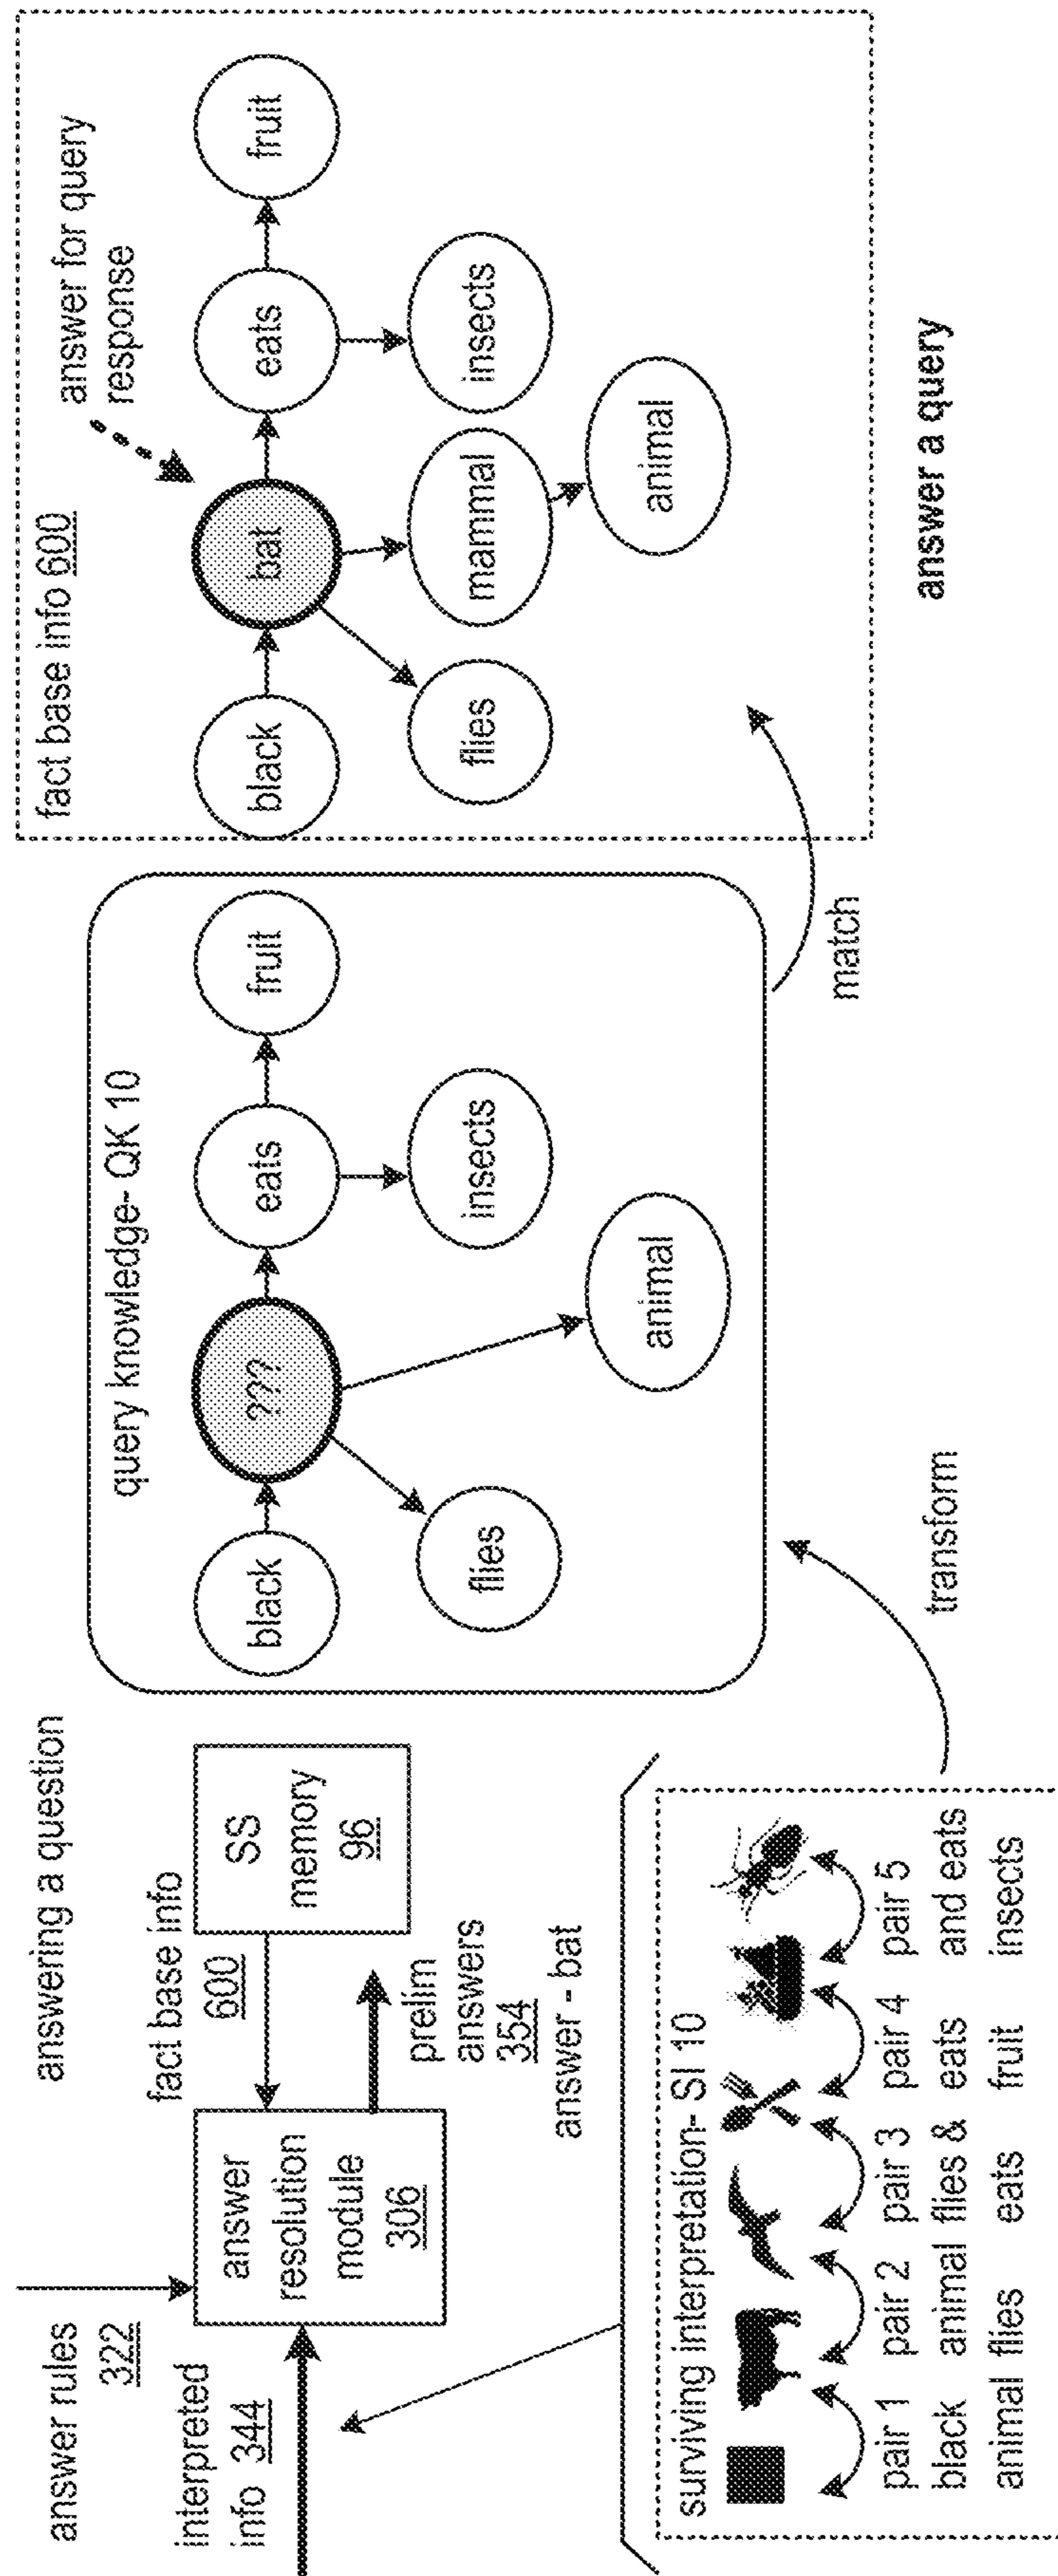 answering a question
answer rules
322
interpreted
info 344
answer
resolution
module
306
fact base info
600
SS
memory
96
prelim
answers
354
answer - bat
surviving interpretation- SI 10
pair 1
black
animal
pair 2
animal
flies
pair 3
flies &
eats
pair 4
eats
fruit
pair 5
and eats
insects
transform
query knowledge- QK 10
black
???
eats
fruit
flies
animal
insects
match
fact base info 600
answer for query
response
black
bat
eats
fruit
flies
mammal
insects
animal
answer a query